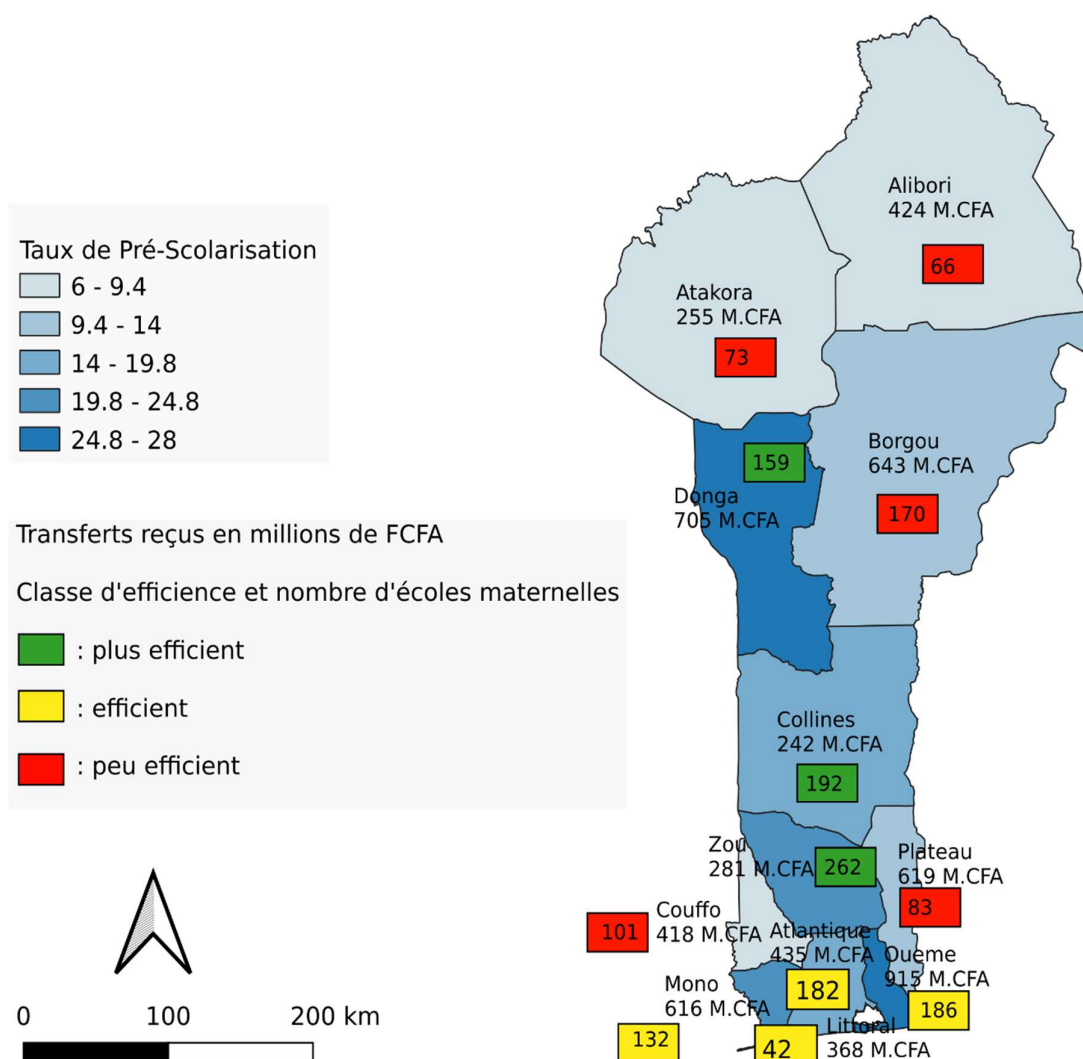 Taux de Pré-Scolarisation
6 - 9.4
9.4 - 14
14 - 19.8
19.8 - 24.8
24.8 - 28
Transferts reçus en millions de FCFA
Classe d'efficience et nombre d'écoles maternelles
: plus efficient
: efficient
: peu efficient
0 100 200 km
Alibori
424 M.CFA
66
Atakora
255 M.CFA
73
Borgou
643 M.CFA
170
159
Donga
705 M.CFA
Collines
242 M.CFA
192
Zou
281 M.CFA
262
Plateau
619 M.CFA
83
Couffo
418 M.CFA
101
Atlantique
435 M.CFA
182
Oueme
915 M.CFA
186
Mono
616 M.CFA
132
Littoral
368 M.CFA
42